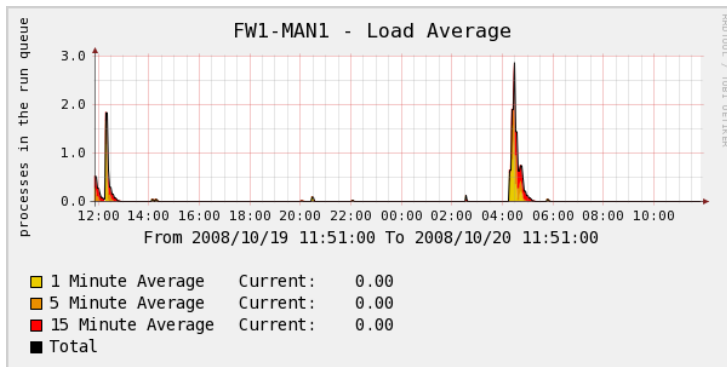 FW1-MAN1 - Load Average
RRDTOOL / TOBI OETIKER
processes in the run queue
3.0
2.0
1.0
0.0
12:00 14:00 16:00 18:00 20:00 22:00 00:00 02:00 04:00 06:00 08:00 10:00
From 2008/10/19 11:51:00 To 2008/10/20 11:51:00
1 Minute Average Current: 0.00
5 Minute Average Current: 0.00
15 Minute Average Current: 0.00
Total